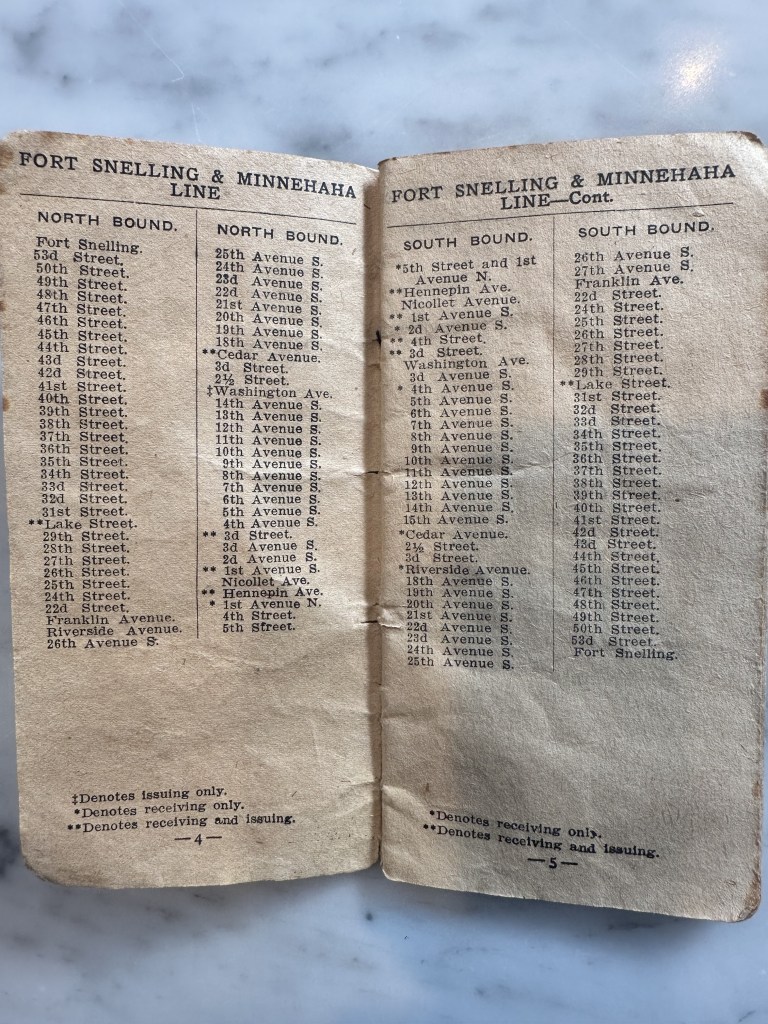 FORT SNELLING & MINNEHAHA
LINE
NORTH BOUND.
Fort Snelling.
53d Street.
50th Street.
49th Street.
48th Street.
47th Street.
46th Street.
45th Street.
44th Street.
43d Street.
42d Street.
41st Street.
40th Street.
39th Street.
38th Street.
37th Street.
36th Street.
35th Street.
34th Street.
33d Street.
32d Street.
31st Street.
**Lake Street.
29th Street.
28th Street.
27th Street.
26th Street.
25th Street.
24th Street.
22d Street.
Franklin Avenue.
Riverside Avenue.
26th Avenue S.
NORTH BOUND.
25th Avenue S.
24th Avenue S.
23d Avenue S.
22d Avenue S.
21st Avenue S.
20th Avenue S.
19th Avenue S.
18th Avenue S.
**Cedar Avenue.
3d Street.
2½ Street.
‡Washington Ave.
14th Avenue S.
13th Avenue S.
12th Avenue S.
11th Avenue S.
10th Avenue S.
9th Avenue S.
8th Avenue S.
7th Avenue S.
6th Avenue S.
5th Avenue S.
4th Avenue S.
** 3d Street.
3d Avenue S.
2d Avenue S.
** 1st Avenue S.
Nicollet Ave.
** Hennepin Ave.
* 1st Avenue N.
4th Street.
5th Street.
‡Denotes issuing only.
*Denotes receiving only.
**Denotes receiving and issuing.
—4—
FORT SNELLING & MINNEHAHA
LINE—Cont.
SOUTH BOUND.
*5th Street and 1st
Avenue N.
**Hennepin Ave.
Nicollet Avenue.
** 1st Avenue S.
* 2d Avenue S.
** 4th Street.
** 3d Street.
Washington Ave.
3d Avenue S.
* 4th Avenue S.
5th Avenue S.
6th Avenue S.
7th Avenue S.
8th Avenue S.
9th Avenue S.
10th Avenue S.
11th Avenue S.
12th Avenue S.
13th Avenue S.
14th Avenue S.
15th Avenue S.
*Cedar Avenue.
2½ Street.
3d Street.
*Riverside Avenue.
18th Avenue S.
19th Avenue S.
20th Avenue S.
21st Avenue S.
22d Avenue S.
23d Avenue S.
24th Avenue S.
25th Avenue S.
SOUTH BOUND.
26th Avenue S.
27th Avenue S.
Franklin Ave.
22d Street.
24th Street.
25th Street.
26th Street.
27th Street.
28th Street.
29th Street.
**Lake Street.
31st Street.
32d Street.
33d Street.
34th Street.
35th Street.
36th Street.
37th Street.
38th Street.
39th Street.
40th Street.
41st Street.
42d Street.
43d Street.
44th Street.
45th Street.
46th Street.
47th Street.
48th Street.
49th Street.
50th Street.
53d Street.
Fort Snelling.
*Denotes receiving only.
**Denotes receiving and issuing.
—5—